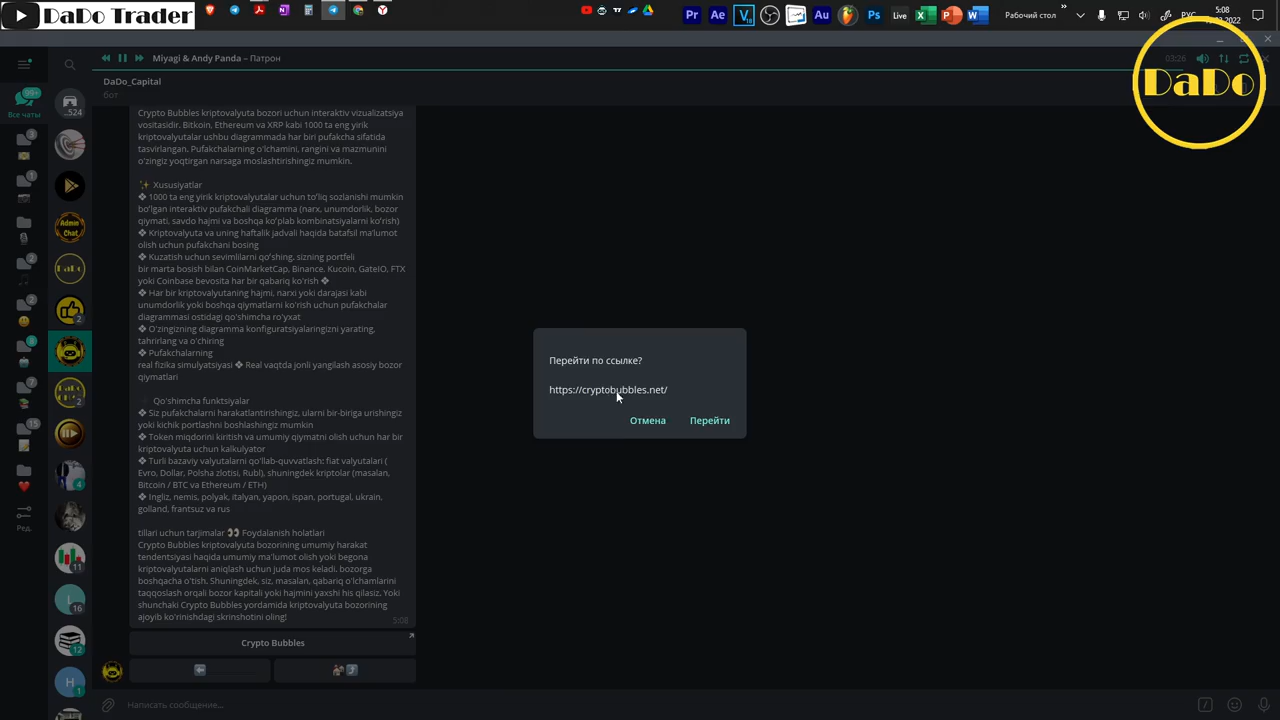 DaDo Trader
Рабочий стол
Рус
5:08
Miyagi & Andy Panda – Патрон
03:26
DaDo
99+
Все чаты
DaDo_Capital
бот
..524
Crypto Bubbles kriptovalyuta bozori uchun interaktiv vizualizatsiya
vositasidir. Bitkoin, Ethereum va XRP kabi 1000 ta eng yirik
kriptovalyutalar ushbu diagrammada har biri pufakcha sifatida
tasvirlangan. Pufakchalarning o'lchamini, rangini va mazmunini
o'zingiz yoqtirgan narsaga moslashtirishingiz mumkin.
Xususiyatlar
❖ 1000 ta eng yirik kriptovalyutalar uchun to'liq sozlanishi mumkin
bo'lgan interaktiv pufakchali diagramma (narx, unumdorlik, bozor
qiymati, savdo hajmi va boshqa ko'plab kombinatsiyalarni ko'rish)
❖ Kriptovalyuta va uning haftalik jadvali haqida batafsil ma'lumot
olish uchun pufakchani bosing
❖ Kuzatish uchun sevimlilarni qo'shing, sizning portfeli
bir marta bosish bilan CoinMarketCap, Binance, Kucoin, GateIO, FTX
yoki Coinbase bevosita har bir qabariq ko'rish ❖
❖ Har bir kriptovalyutaning hajmi, narxi yoki darajasi kabi
unumdorlik yoki boshqa qiymatlarni ko'rish uchun pufakchalar
diagrammasi ostidagi qo'shimcha ro'yxat
❖ O'zingizning diagramma konfiguratsiyalaringizni yarating,
tahrirlang va o'chiring
❖ Pufakchalarning
real fizika simulyatsiyasi ❖ Real vaqtda jonli yangilash asosiy bozor
qiymatlari
Qo'shimcha funktsiyalar
❖ Siz pufakchalarni harakatlantirishingiz, ularni bir-biriga urishingiz
yoki kichik portlashni boshlashingiz mumkin
❖ Token miqdorini kiritish va umumiy qiymatni olish uchun har bir
kriptovalyuta uchun kalkulyator
❖ Turli bazaviy valyutalarni qo'llab-quvvatlash: fiat valyutalari (
Evro, Dollar, Polsha zlotisi, Rubl), shuningdek kriptolar (masalan,
Bitcoin / BTC va Ethereum / ETH)
❖ Ingliz, nemis, polyak, italyan, yapon, ispan, portugal, ukrain,
golland, frantsuz va rus
tillari uchun tarjimalar 👀 Foydalanish holatlari
Crypto Bubbles kriptovalyuta bozorining umumiy harakat
tendentsiyasi haqida umumiy ma'lumot olish yoki begona
kriptovalyutalarni aniqlash uchun juda mos keladi. bozorga
boshqacha o'tish. Shuningdek, siz, masalan, qabariq o'lchamlarini
taqqoslash orqali bozor kapitali yoki hajmini yaxshi his qilasiz. Yoki
shunchaki Crypto Bubbles yordamida kriptovalyuta bozorining
ajoyib ko'rinishdagi skrinshotini oling!
5:08
Crypto Bubbles
Перейти по ссылке?
https://cryptobubbles.net/
Отмена
Перейти
Admin
Chat
Ред.
Написать сообщение...